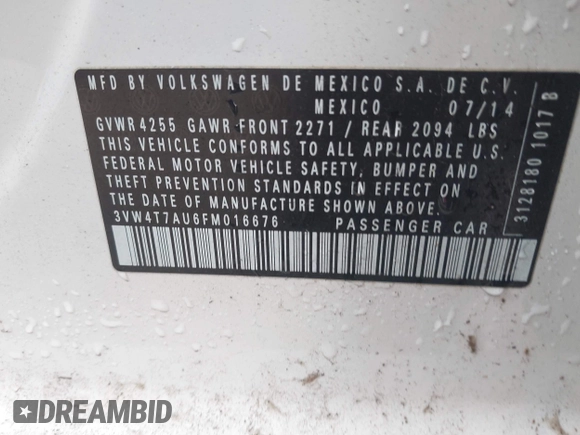 MFD BY VOLKSWAGEN DE MEXICO S.A. DE C.V.
MEXICO 07/14
GVWR 4255 GAWR FRONT 2271 / REAR 2094 LBS
THIS VEHICLE CONFORMS TO ALL APPLICABLE U.S.
FEDERAL MOTOR VEHICLE SAFETY, BUMPER AND
THEFT PREVENTION STANDARDS IN EFFECT ON
THE DATE OF MANUFACTURE SHOWN ABOVE.
3VW4T7AU6FM016676 PASSENGER CAR
3128180 1017 B
DREAMBID